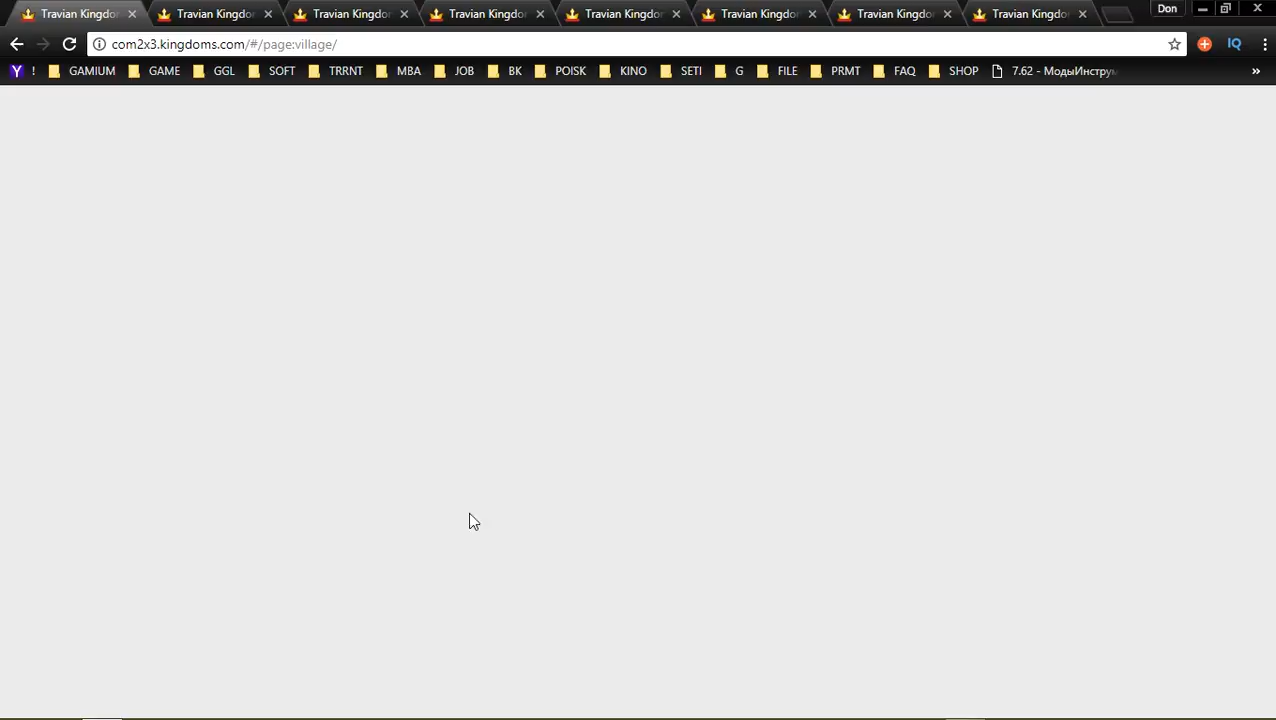 Travian Kingdo Travian Kingdo Travian Kingdo Travian Kingdo Travian Kingdo Travian Kingdo Travian Kingdo Travian Kingdo Don
com2x3.kingdoms.com/#/page:village/ IQ
Y ! GAMIUM GAME GGL SOFT TRRNT MBA JOB BK POISK KINO SETI G FILE PRMT FAQ SHOP 7.62 - МодыИнструм »